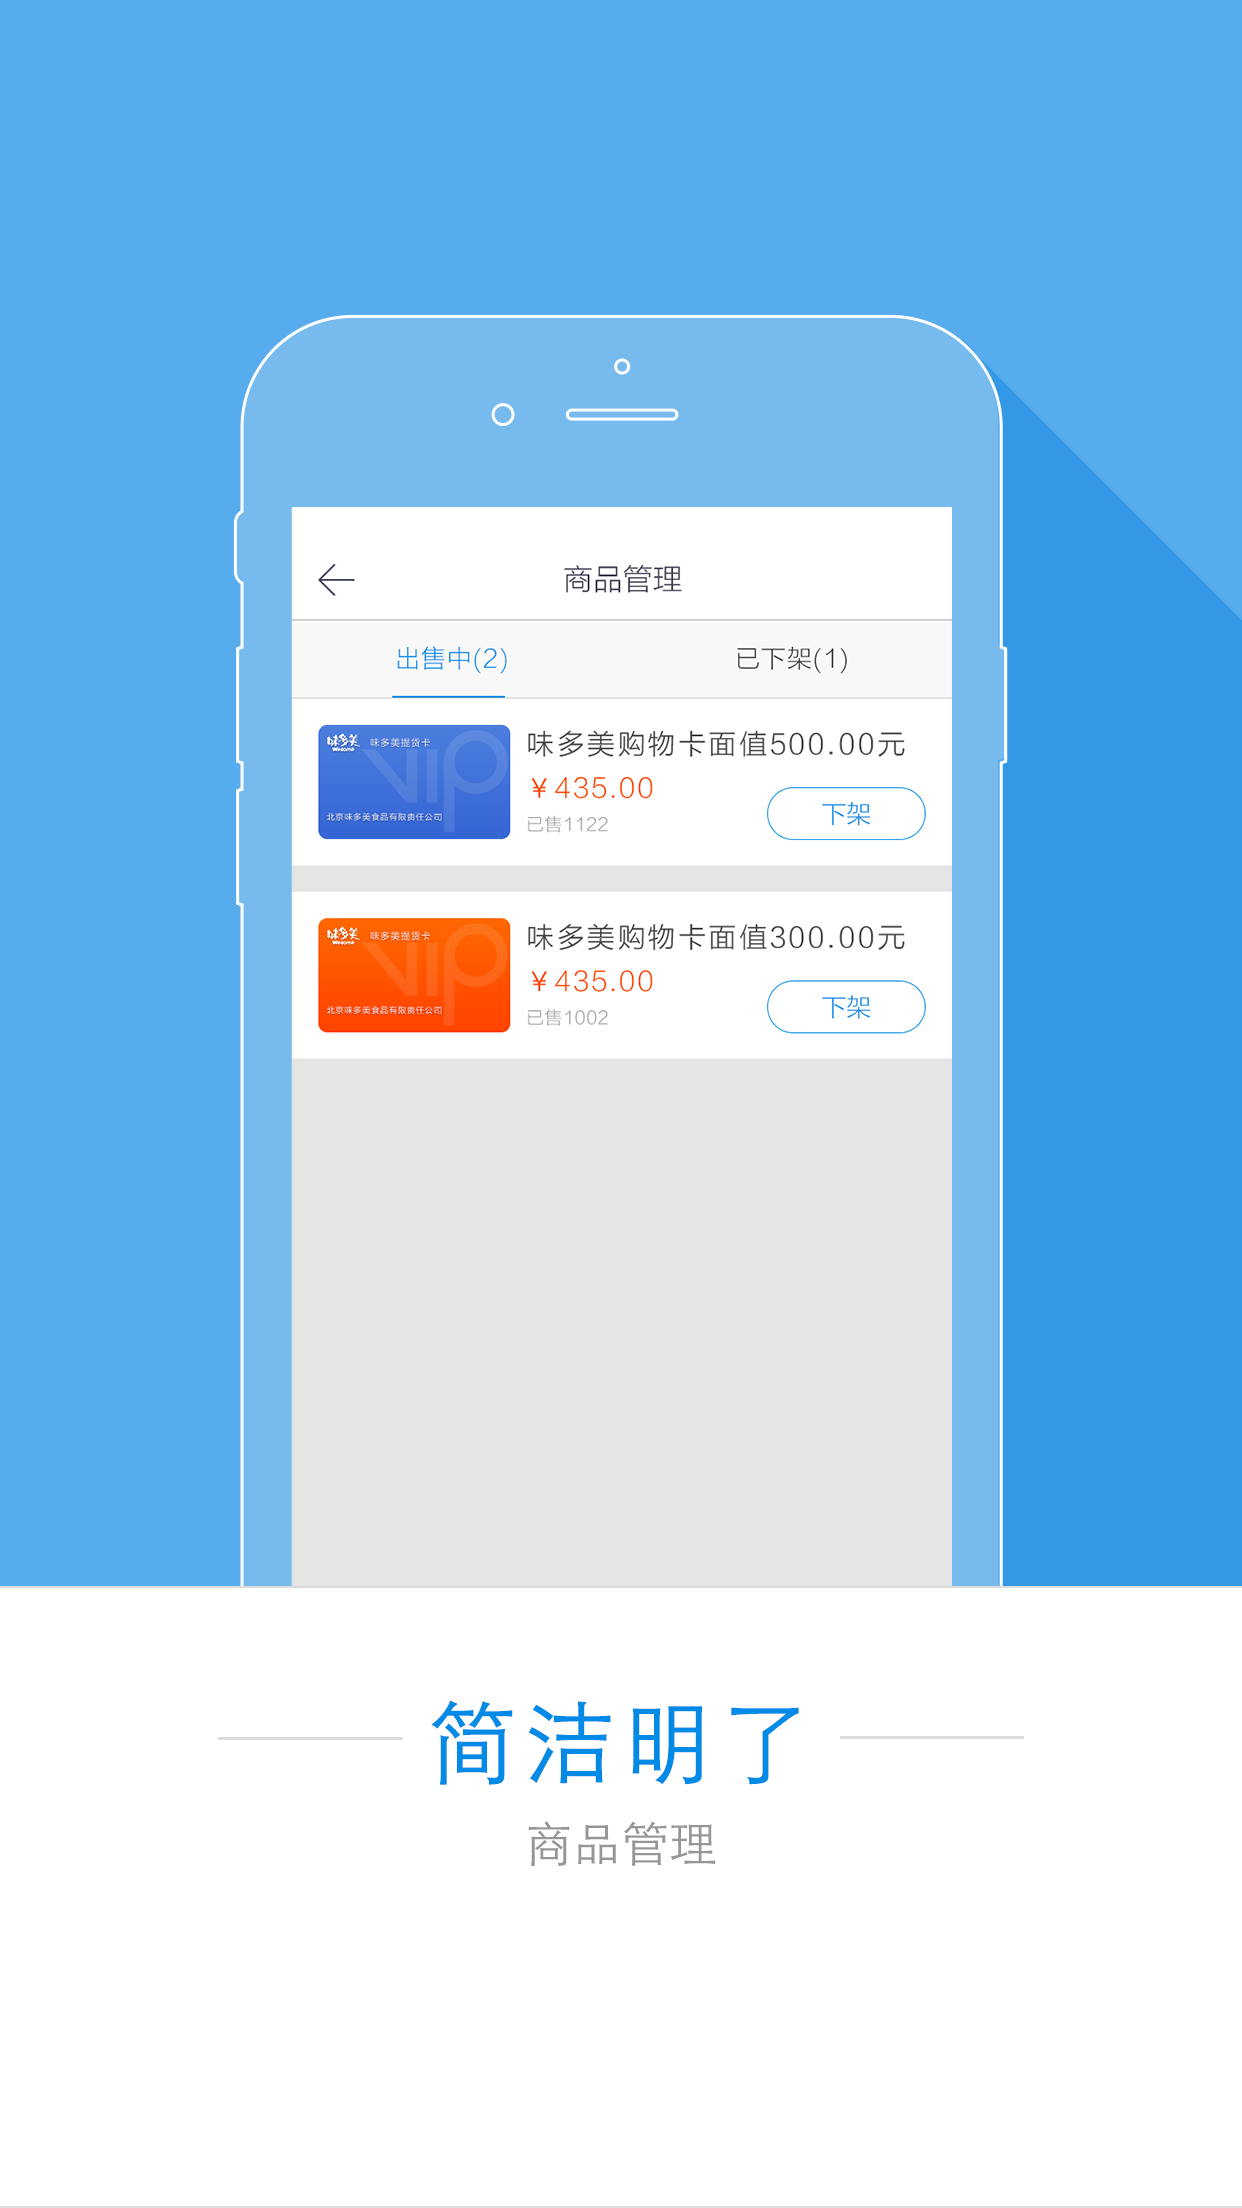 商品管理
出售中(2)
已下架(1)
味多美 味多美提货卡
Wedome
vip
北京味多美食品有限责任公司
味多美购物卡面值500.00元
￥435.00
已售1122
下架
味多美 味多美提货卡
Wedome
vip
北京味多美食品有限责任公司
味多美购物卡面值300.00元
￥435.00
已售1002
下架
简洁明了
商品管理